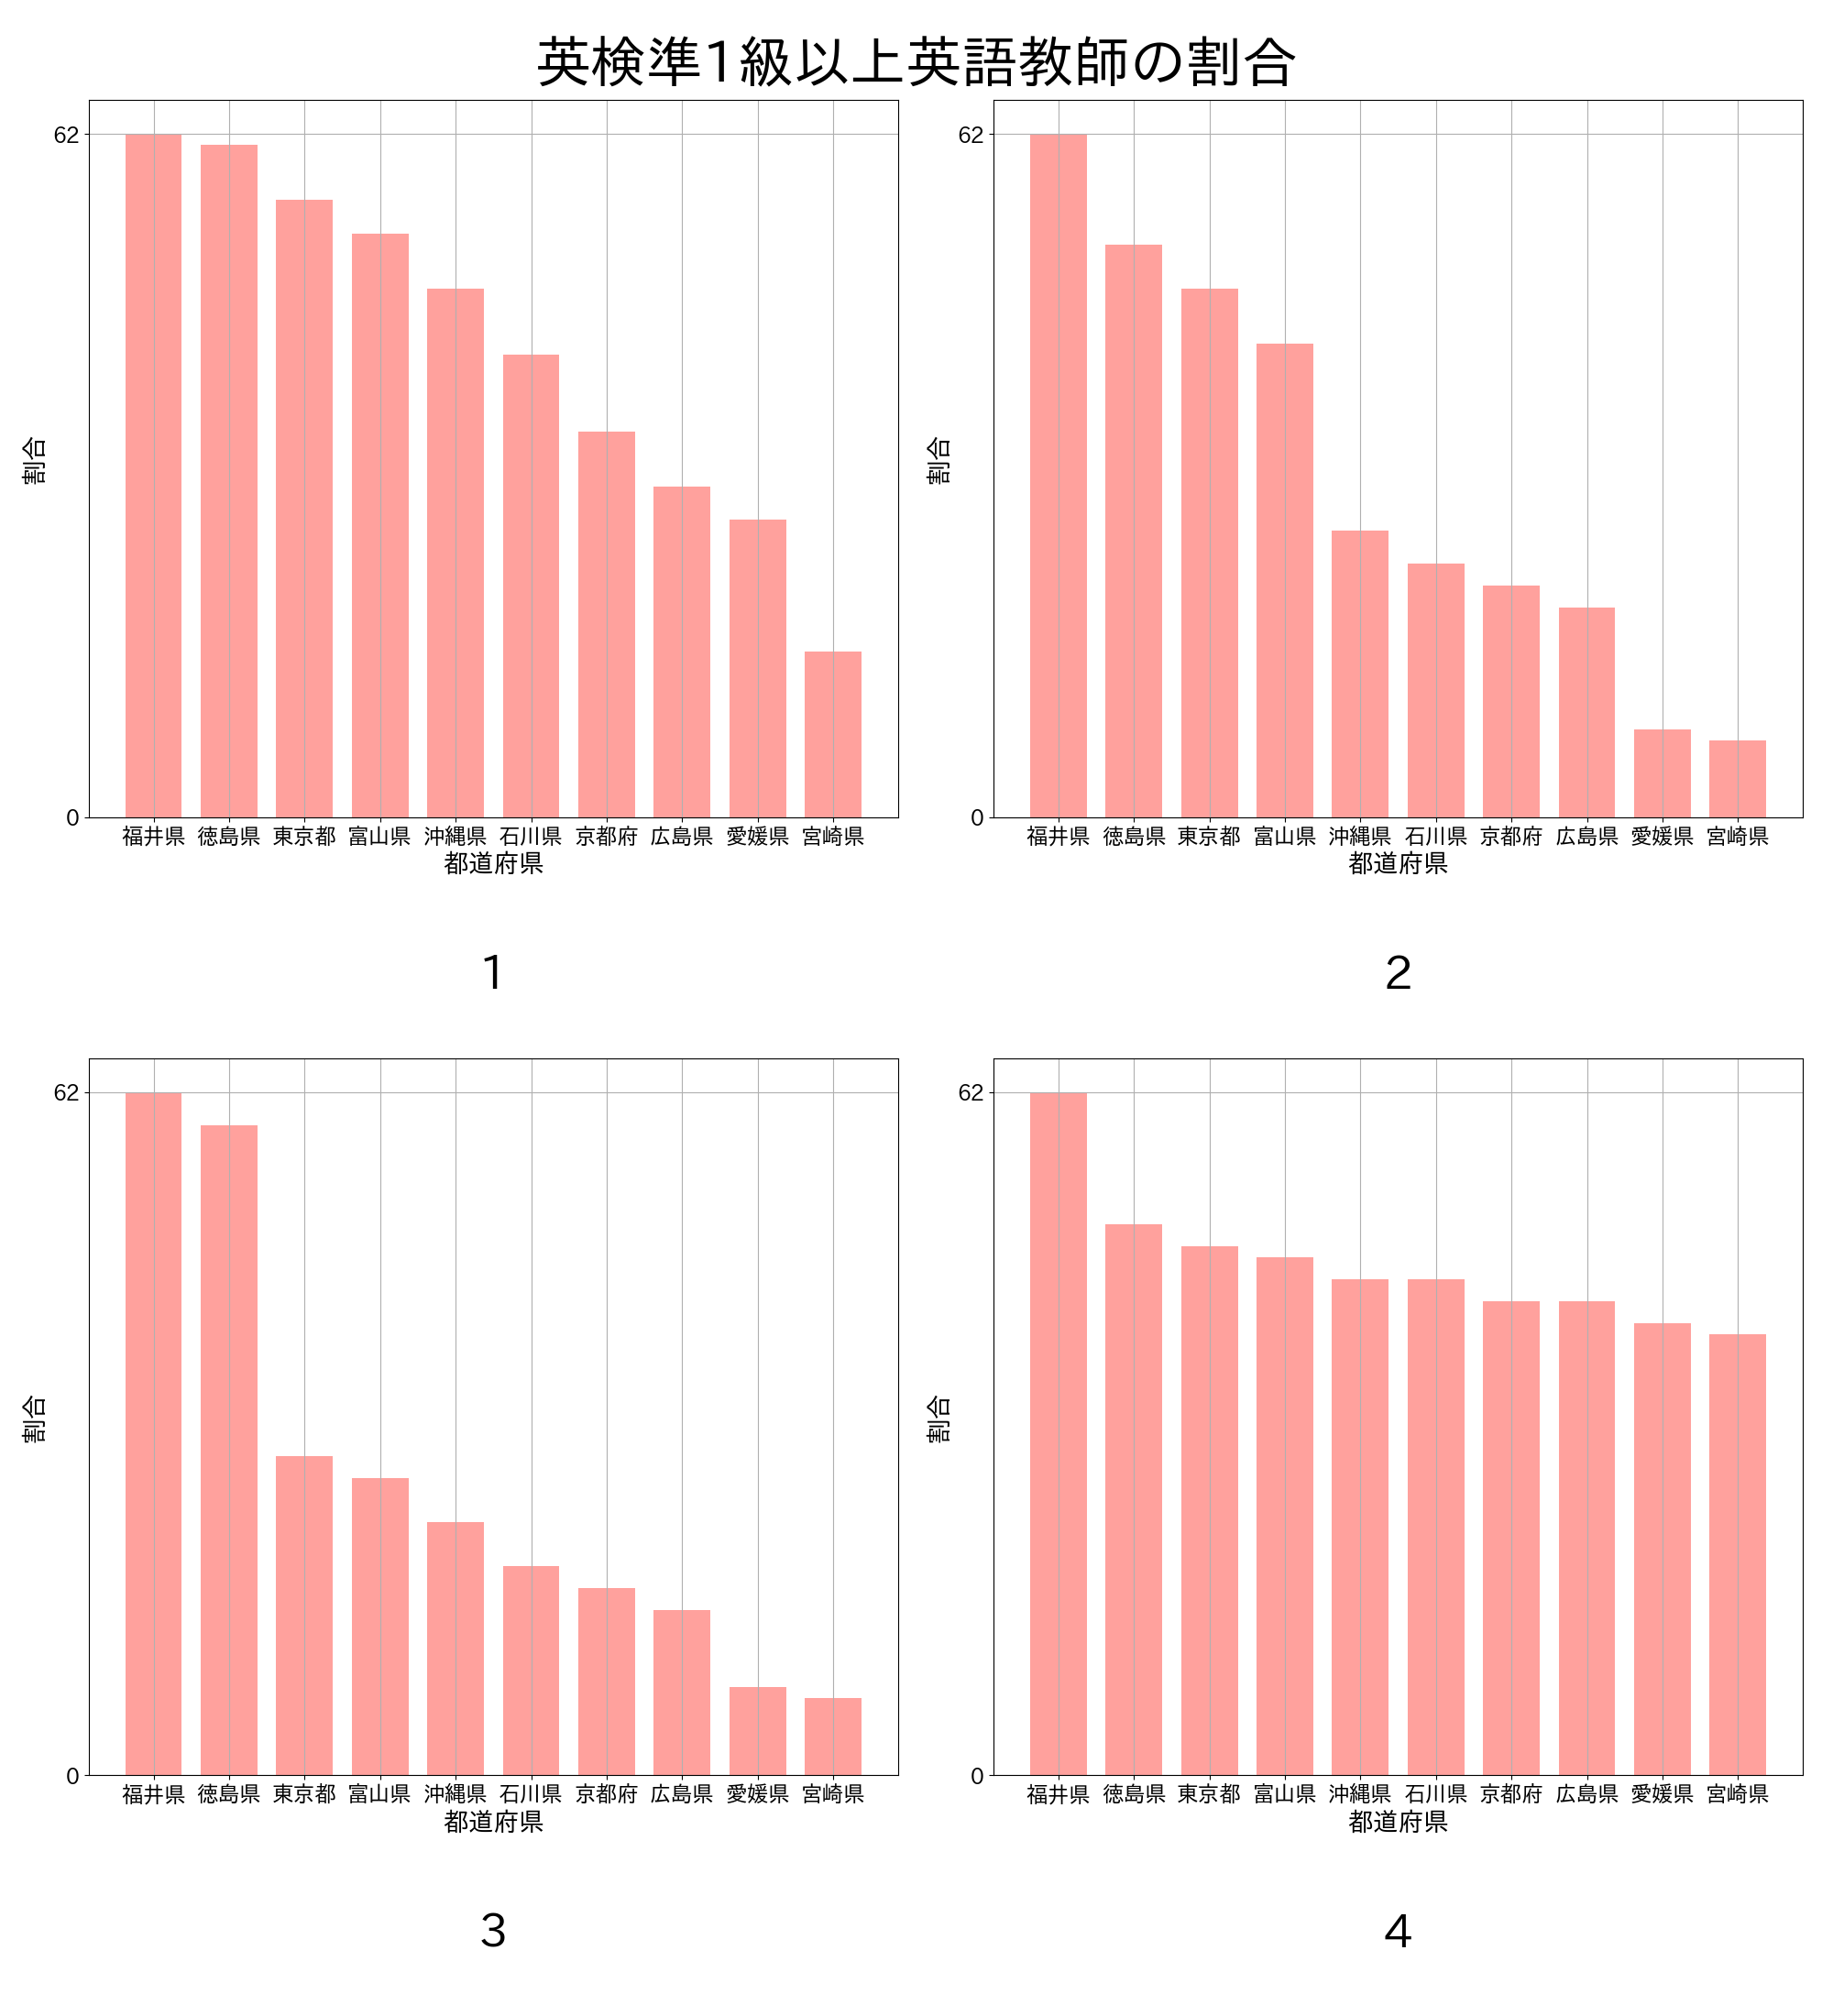 英検準1級以上英語教師の割合
62
割合
0
福井県 徳島県 東京都 富山県 沖縄県 石川県 京都府 広島県 愛媛県 宮崎県
都道府県
1
62
割合
0
福井県 徳島県 東京都 富山県 沖縄県 石川県 京都府 広島県 愛媛県 宮崎県
都道府県
2
62
割合
0
福井県 徳島県 東京都 富山県 沖縄県 石川県 京都府 広島県 愛媛県 宮崎県
都道府県
3
62
割合
0
福井県 徳島県 東京都 富山県 沖縄県 石川県 京都府 広島県 愛媛県 宮崎県
都道府県
4